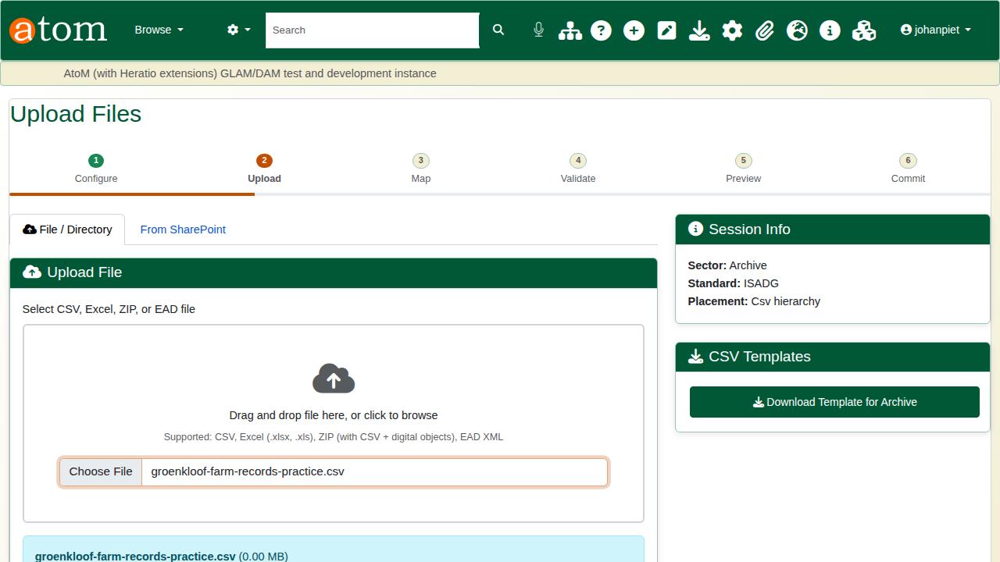 atom
Browse
Search
johanpiet
AtoM (with Heratio extensions) GLAM/DAM test and development instance
Upload Files
1 2 3 4 5 6
Configure Upload Map Validate Preview Commit
File / Directory From SharePoint
Upload File
Select CSV, Excel, ZIP, or EAD file
Drag and drop file here, or click to browse
Supported: CSV, Excel (.xlsx, .xls), ZIP (with CSV + digital objects), EAD XML
Choose File groenkloof-farm-records-practice.csv
groenkloof-farm-records-practice.csv (0.00 MB)
Session Info
Sector: Archive
Standard: ISADG
Placement: Csv hierarchy
CSV Templates
Download Template for Archive